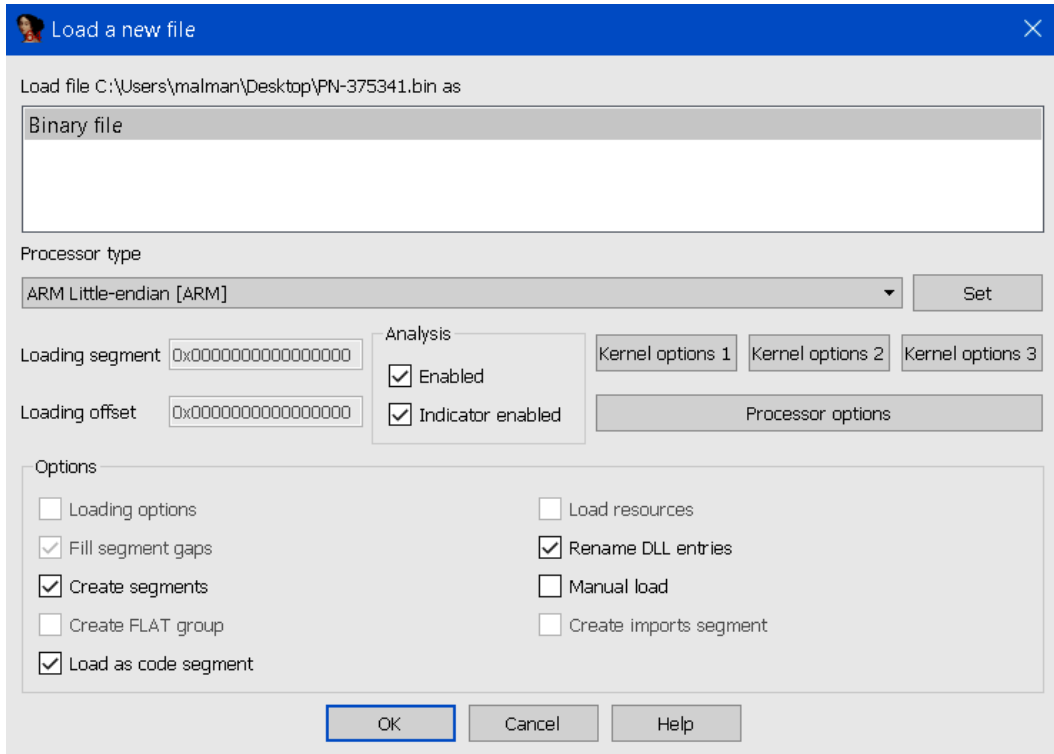 Load a new file
Load file C:\Users\malman\Desktop\PN-375341.bin as
Binary file
Processor type
ARM Little-endian [ARM]
Set
Loading segment 0x0000000000000000
Loading offset 0x0000000000000000
Analysis
Enabled
Indicator enabled
Kernel options 1 Kernel options 2 Kernel options 3
Processor options
Options
Loading options
Fill segment gaps
Create segments
Create FLAT group
Load as code segment
Load resources
Rename DLL entries
Manual load
Create imports segment
OK Cancel Help